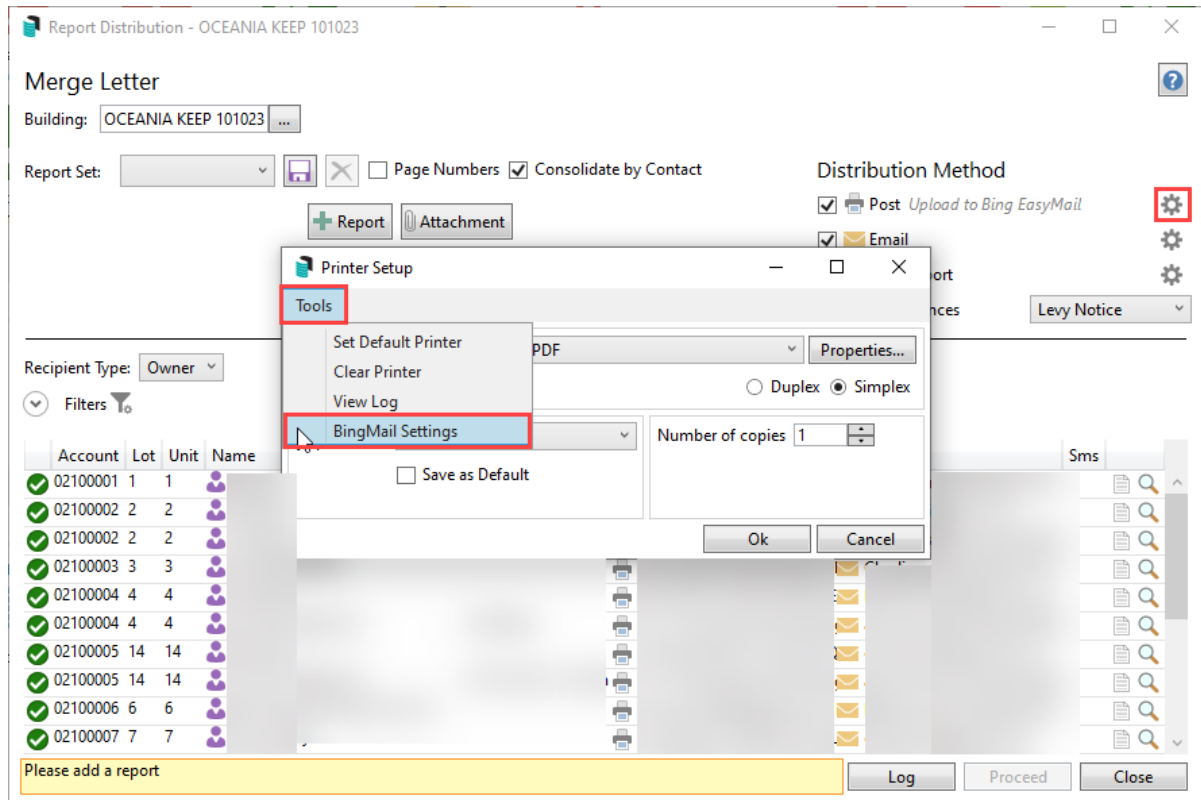 Report Distribution - OCEANIA KEEP 101023
Merge Letter
Building: OCEANIA KEEP 101023 ...
Report Set: Page Numbers Consolidate by Contact
Distribution Method
Post Upload to Bing EasyMail
Report Attachment
Email
Printer Setup
ort
Tools
nces Levy Notice
Set Default Printer
PDF Properties...
Clear Printer
Duplex Simplex
View Log
BingMail Settings
Number of copies 1
Save as Default
Ok Cancel
Recipient Type: Owner
Filters
Account Lot Unit Name Sms
02100001 1 1
02100002 2 2
02100002 2 2
02100003 3 3
02100004 4 4
02100004 4 4
02100005 14 14
02100005 14 14
02100006 6 6
02100007 7 7
Please add a report
Log Proceed Close